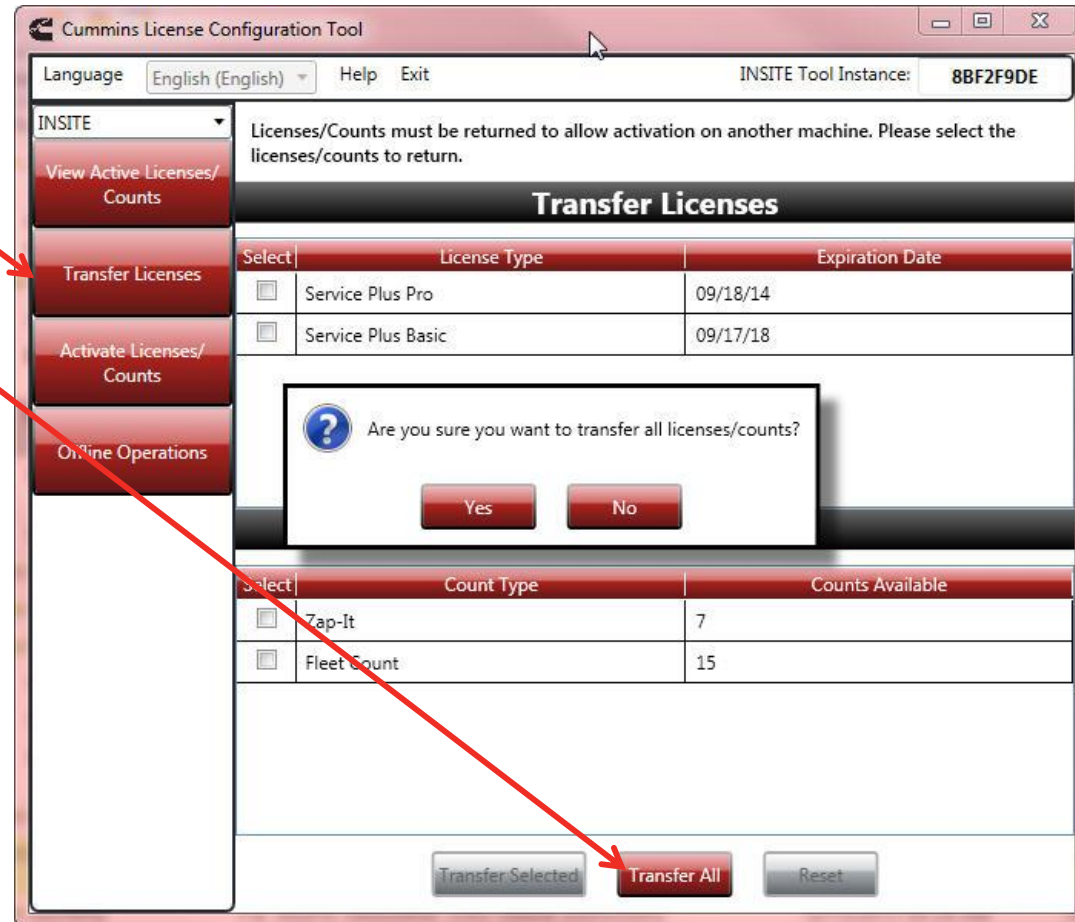 Cummins License Configuration Tool
Language English (English) Help Exit INSITE Tool Instance: 8BF2F9DE
INSITE
Licenses/Counts must be returned to allow activation on another machine. Please select the
licenses/counts to return.
View Active Licenses/
Counts
Transfer Licenses
Activate Licenses/
Counts
Offline Operations
Transfer Licenses
Select License Type Expiration Date
Service Plus Pro 09/18/14
Service Plus Basic 09/17/18
Are you sure you want to transfer all licenses/counts?
Yes No
Select Count Type Counts Available
Zap-It 7
Fleet Count 15
Transfer Selected Transfer All Reset